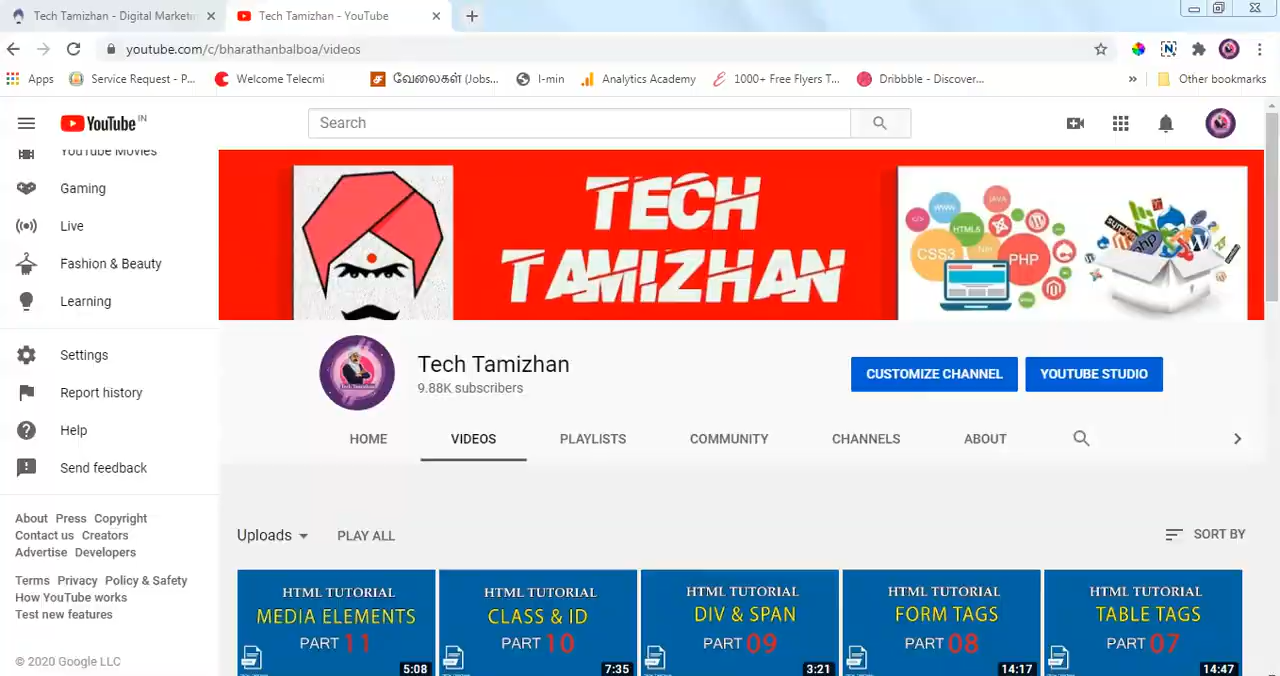 Tech Tamizhan - Digital Marketin
Tech Tamizhan - YouTube
youtube.com/c/bharathanbalboa/videos
Apps
Service Request - P...
Welcome Telecmi
வேலைகள் (Jobs...
I-min
Analytics Academy
1000+ Free Flyers T...
Dribbble - Discover...
Other bookmarks
YouTube IN
Search
YouTube Movies
Gaming
Live
Fashion & Beauty
Learning
Settings
Report history
Help
Send feedback
About Press Copyright
Contact us Creators
Advertise Developers
Terms Privacy Policy & Safety
How YouTube works
Test new features
© 2020 Google LLC
TECH
TAMIZHAN
WWW
JAVA
HTML5
CSS3
PHP
php
Tech Tamizhan
9.88K subscribers
CUSTOMIZE CHANNEL
YOUTUBE STUDIO
HOME
VIDEOS
PLAYLISTS
COMMUNITY
CHANNELS
ABOUT
Uploads
PLAY ALL
SORT BY
HTML TUTORIAL
MEDIA ELEMENTS
PART 11
5:08
HTML TUTORIAL
CLASS & ID
PART 10
7:35
HTML TUTORIAL
DIV & SPAN
PART 09
3:21
HTML TUTORIAL
FORM TAGS
PART 08
14:17
HTML TUTORIAL
TABLE TAGS
PART 07
14:47